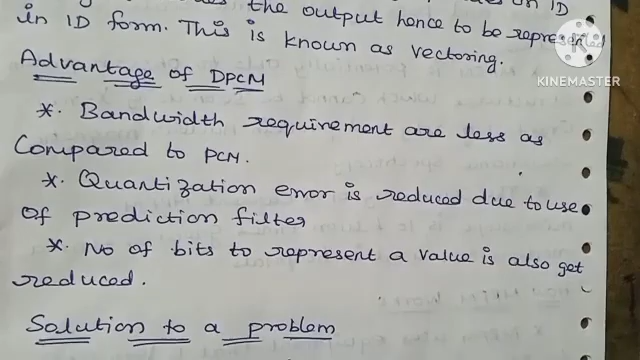 the output hence to be represented
in 1D form. This is known as vectoring.
KINEMASTER
Advantage of DPCM
*. Bandwidth requirement are less as
Compared to PCM.
*. Quantization error is reduced due to use
of prediction filter
*. No of bits to represent a value is also get
reduced.
Solution to a problem